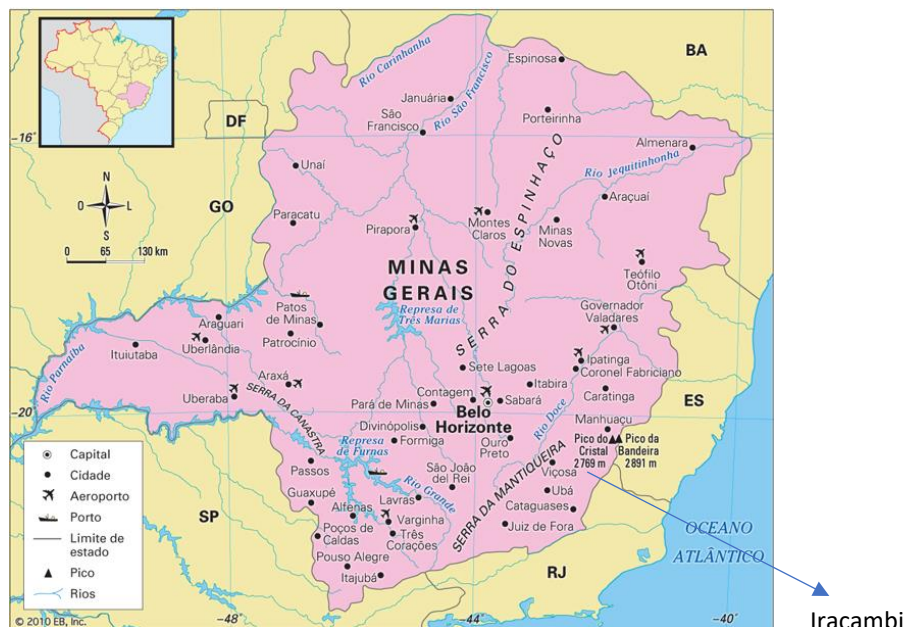 BA
Rio Carinhanha
Espinosa
Januária
Rio São Francisco
São
Francisco
Porteirinha
DF
16
Almenara
Unaí
Rio Jequitinhonha
N
O
L
S
GO
Araçuaí
Paracatu
Montes
Claros
Minas
Novas
Pirapora
SERRA DO ESPINHAÇO
0 65 130 km
MINAS
GERAIS
Teófilo
Otôni
Patos
de Minas
Represa de
Três Marias
Governador
Valadares
Araguari
Rio Parnaíba
Ituiutaba
Uberlândia
Patrocínio
Ipatinga
Coronel Fabriciano
Sete Lagoas
Araxá
Contagem
Itabira
Caratinga
Uberaba
SERRA DA CANASTRA
Pará de Minas
Sabará
ES
20
Belo
Horizonte
Rio Doce
Manhuaçu
Divinópolis
Pico do
Cristal
2769 m
Pico da
Bandeira
2891 m
Represa
de Furnas
Formiga
Ouro
Preto
Capital
Cidade
Aeroporto
Porto
Limite de
estado
Pico
Rios
Passos
São João
del Rei
SERRA DA MANTIQUEIRA
Viçosa
Guaxupé
Rio Grande
Ubá
Lavras
Cataguases
SP
Alfenas
Varginha
Juiz de Fora
Poços de
Caldas
Três
Corações
OCEANO
ATLÂNTICO
Pouso Alegre
RJ
Itajubá
© 2010 EB, Inc.
-48°
-44
-40°
Iracambi